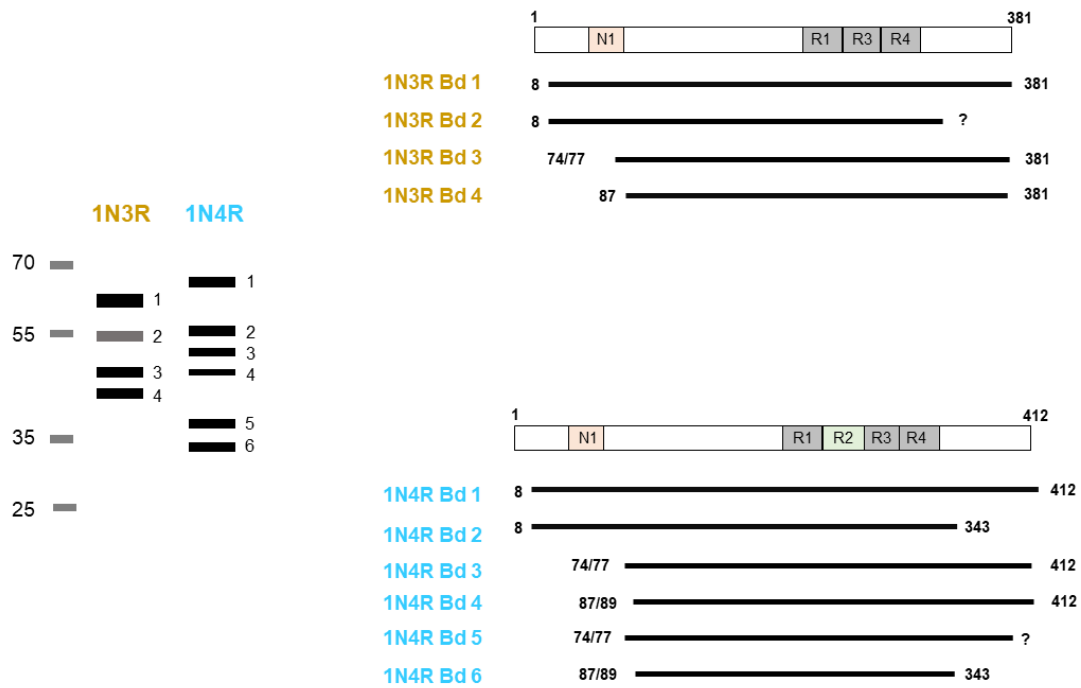 1 381
N1 R1 R3 R4
1N3R Bd 1 8 381
1N3R Bd 2 8 ?
1N3R Bd 3 74/77 381
1N3R Bd 4 87 381
1N3R 1N4R
70
1
1
55
2
2
3
3
4
4
35
5
6
25
1 412
N1 R1 R2 R3 R4
1N4R Bd 1 8 412
1N4R Bd 2 8 343
1N4R Bd 3 74/77 412
1N4R Bd 4 87/89 412
1N4R Bd 5 74/77 ?
1N4R Bd 6 87/89 343